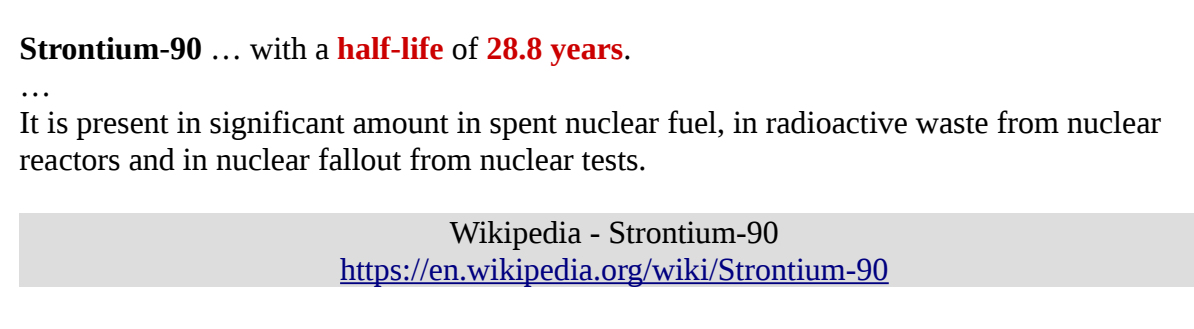 Strontium-90 … with a half-life of 28.8 years.
…
It is present in significant amount in spent nuclear fuel, in radioactive waste from nuclear
reactors and in nuclear fallout from nuclear tests.
Wikipedia - Strontium-90
https://en.wikipedia.org/wiki/Strontium-90